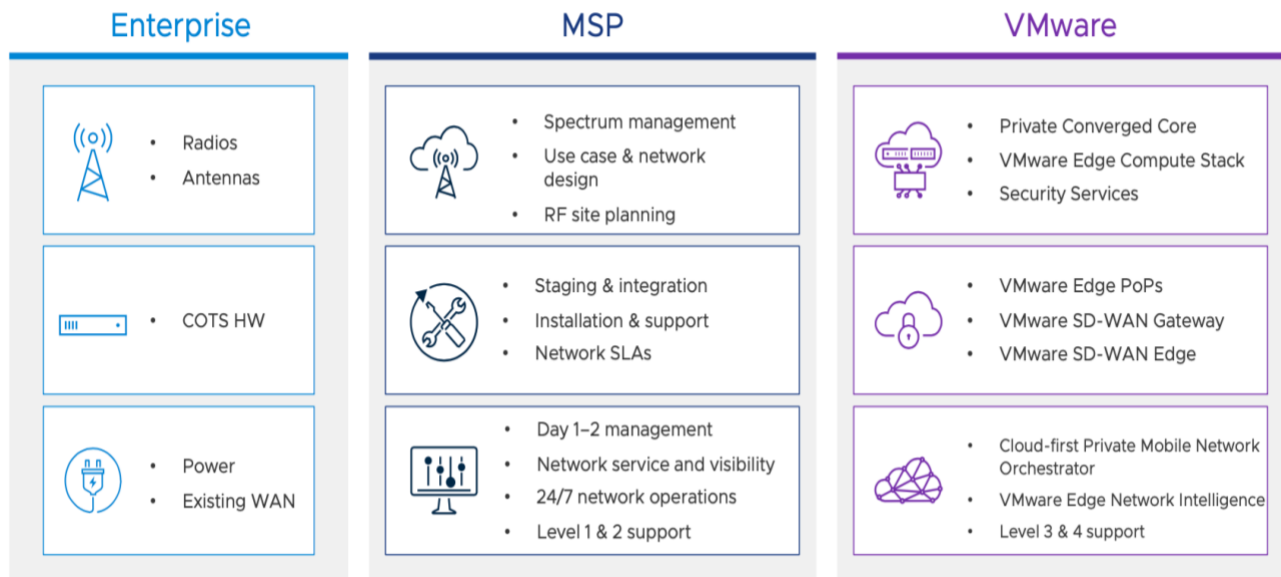 Enterprise
Radios
Antennas
COTS HW
Power
Existing WAN
MSP
Spectrum management
Use case & network
design
RF site planning
Staging & integration
Installation & support
Network SLAs
Day 1–2 management
Network service and visibility
24/7 network operations
Level 1 & 2 support
VMware
Private Converged Core
VMware Edge Compute Stack
Security Services
VMware Edge PoPs
VMware SD-WAN Gateway
VMware SD-WAN Edge
Cloud-first Private Mobile Network
Orchestrator
VMware Edge Network Intelligence
Level 3 & 4 support